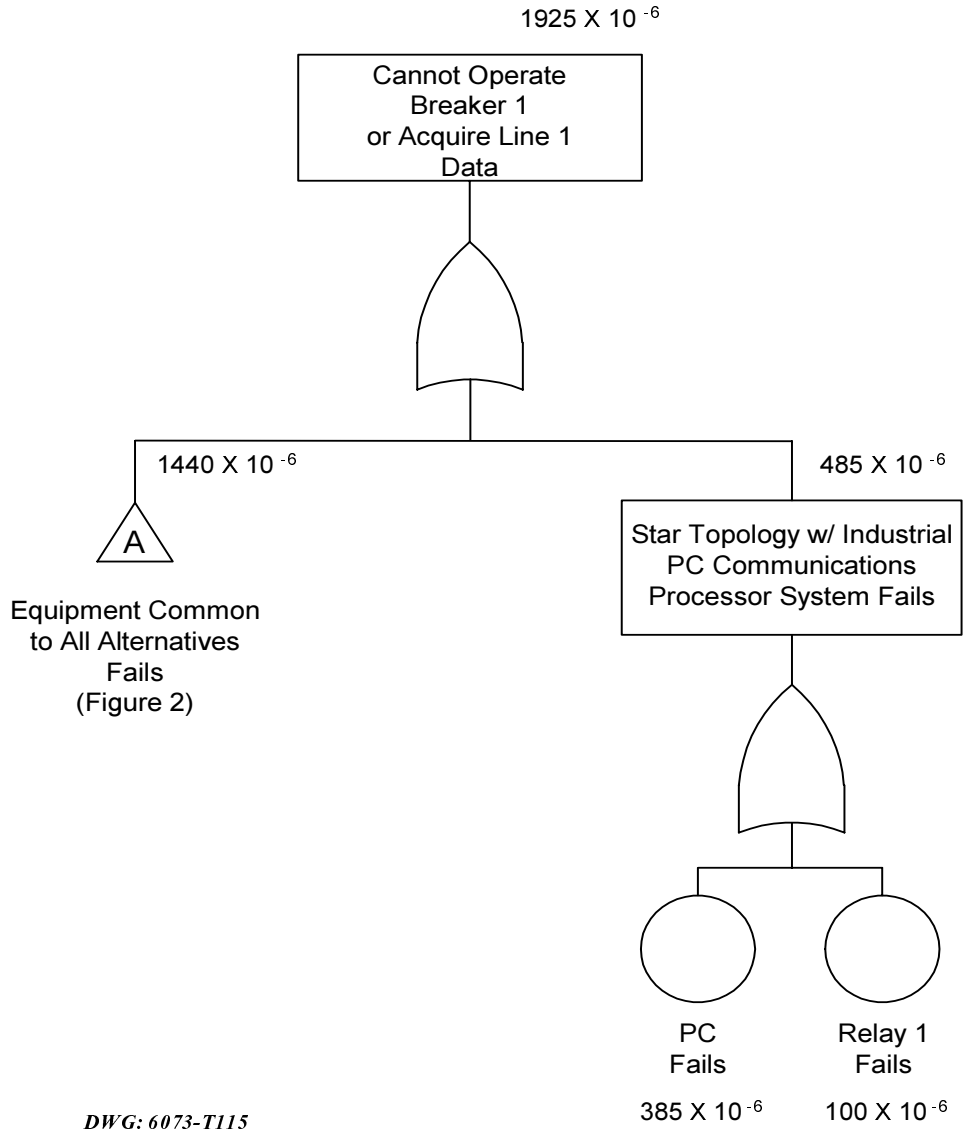 1925 X 10 -6
Cannot Operate
Breaker 1
or Acquire Line 1
Data
1440 X 10 -6
485 X 10 -6
A
Equipment Common
to All Alternatives
Fails
(Figure 2)
Star Topology w/ Industrial
PC Communications
Processor System Fails
PC
Fails
385 X 10 -6
Relay 1
Fails
100 X 10 -6
DWG: 6073-T115